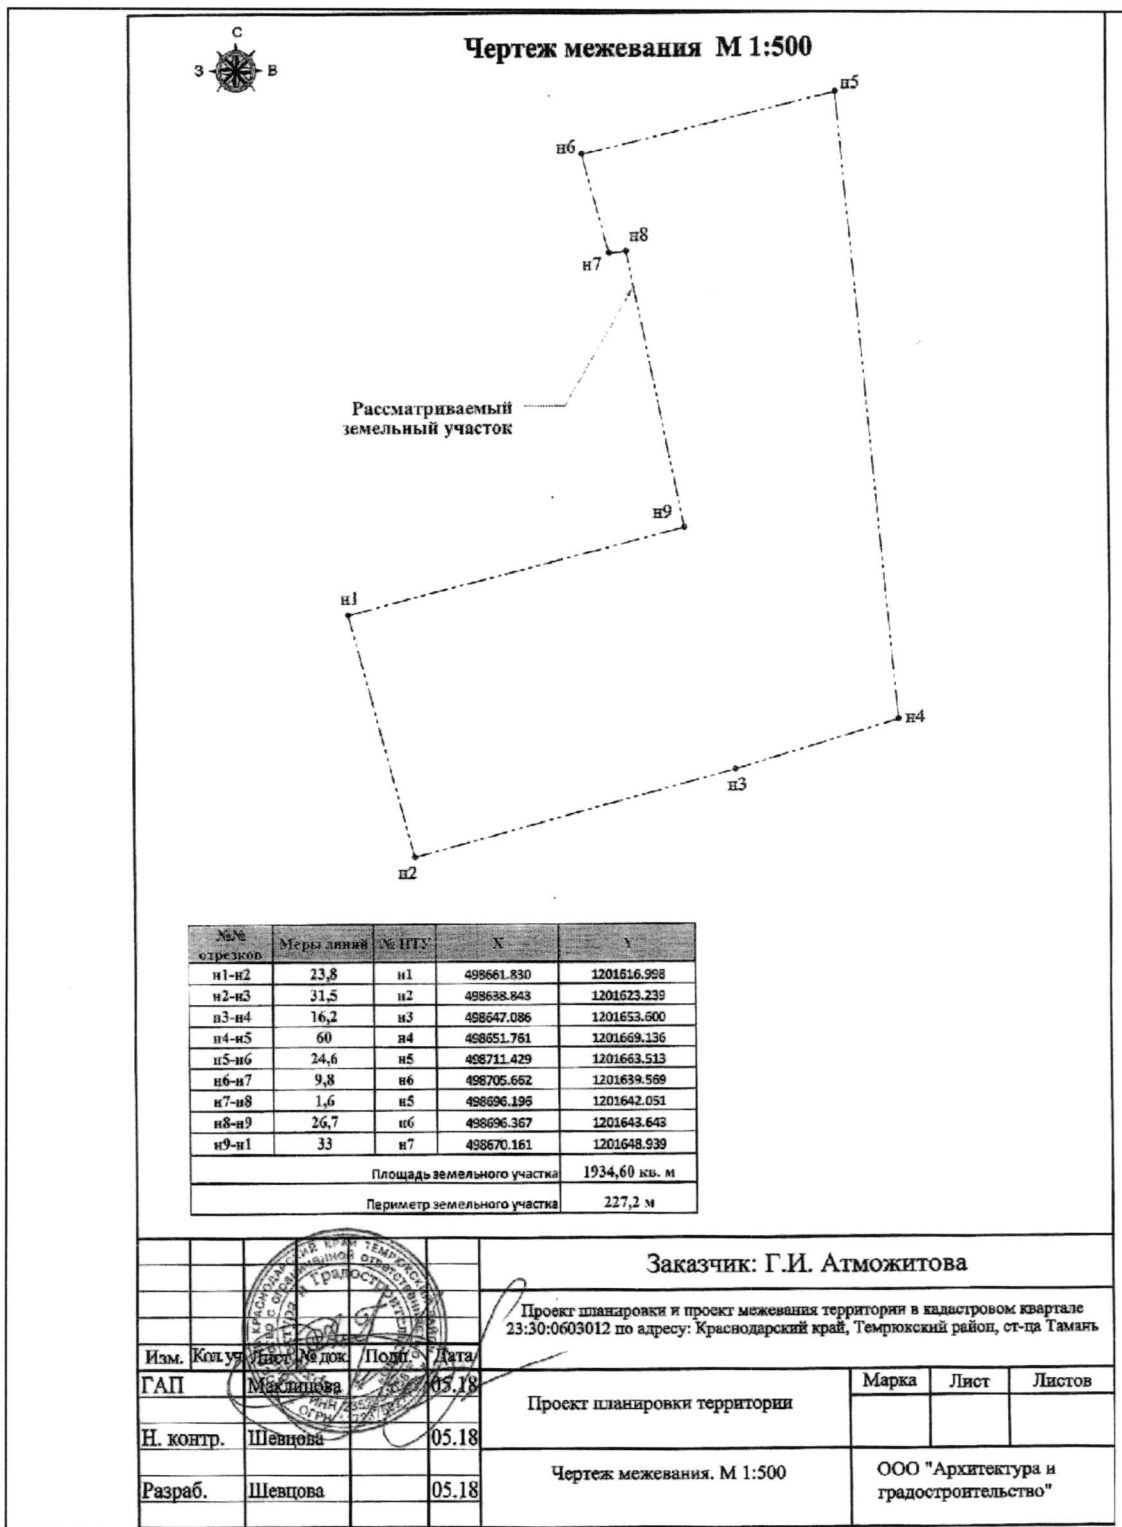 С
З В
Чертеж межевания М 1:500
н5
н6
н8
н7
Рассматриваемый
земельный участок
н9
н1
н4
н3
н2
№№ отрезков Меры линий № НТУ X Y
н1-н2 23,8 н1 498661.830 1201616.998
н2-н3 31,5 н2 498638.843 1201623.239
н3-н4 16,2 н3 498647.086 1201653.600
н4-н5 60 н4 498651.761 1201669.136
н5-н6 24,6 н5 498711.429 1201663.513
н6-н7 9,8 н6 498705.662 1201639.569
н7-н8 1,6 н5 498696.196 1201642.051
н8-н9 26,7 н6 498696.367 1201643.643
н9-н1 33 н7 498670.161 1201648.939
Площадь земельного участка 1934,60 кв. м
Периметр земельного участка 227,2 м
Заказчик: Г.И. Атможитова
Проект планировки и проект межевания территории в кадастровом квартале
23:30:0603012 по адресу: Краснодарский край, Темрюкский район, ст-ца Тамань
Изм. Кол.уч Лист № док. Подп. Дата
ГАП Маклицова 05.18
Проект планировки территории
Марка Лист Листов
Н. контр. Шевцова 05.18
Разраб. Шевцова 05.18
Чертеж межевания. М 1:500
ООО "Архитектура и
градостроительство"